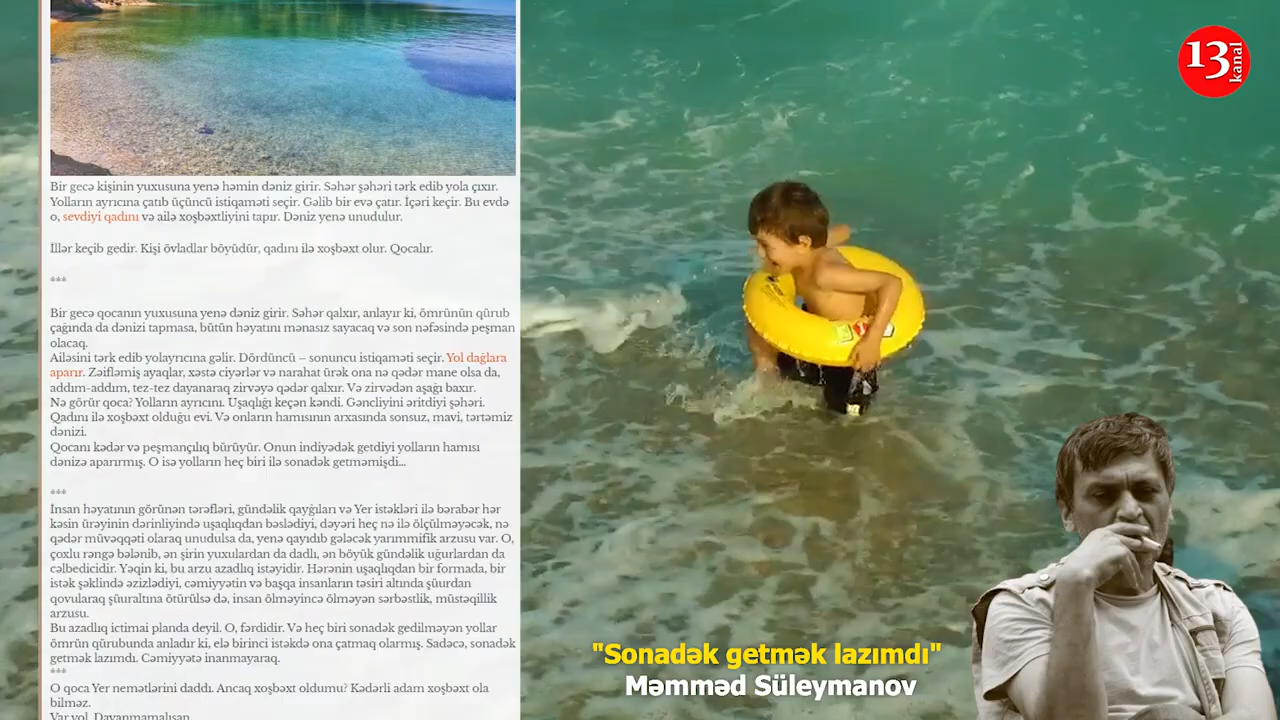 Bir gecə kişinin yuxusuna yenə həmin dəniz girir. Səhər şəhəri tərk edib yola çıxır.
Yolların ayrıcına çatıb üçüncü istiqaməti seçir. Gəlib bir evə çatır. İçəri keçir. Bu evdə
o, sevdiyi qadını və ailə xoşbəxtliyini tapır. Dəniz yenə unudulur.
İllər keçib gedir. Kişi övladlar böyüdür, qadını ilə xoşbəxt olur. Qocalır.
***
Bir gecə qocanın yuxusuna yenə dəniz girir. Səhər qalxır, anlayır ki, ömrünün qürub
çağında da dənizi tapmasa, bütün həyatını mənasız sayacaq və son nəfəsində peşman
olacaq.
Ailəsini tərk edib yolayrıcına gəlir. Dördüncü – sonuncu istiqaməti seçir. Yol dağlara
aparır. Zəifləmiş ayaqlar, xəstə ciyərlər və narahat ürək ona nə qədər mane olsa da,
addım-addım, tez-tez dayanaraq zirvəyə qədər qalxır. Və zirvədən aşağı baxır.
Nə görür qoca? Yolların ayrıcını. Uşaqlığı keçən kəndi. Gəncliyini əritdiyi şəhəri.
Qadını ilə xoşbəxt olduğu evi. Və onların hamısının arxasında sonsuz, mavi, tərtəmiz
dənizi.
Qocanı kədər və peşmançılıq bürüyür. Onun indiyədək getdiyi yolların hamısı
dənizə aparırmış. O isə yolların heç biri ilə sonadək getməmişdi...
***
İnsan həyatının görünən tərəfləri, gündəlik qayğıları və Yer istəkləri ilə bərabər hər
kəsin ürəyinin dərinliyində uşaqlıqdan bəslədiyi, dəyəri heç nə ilə ölçülməyəcək, nə
qədər müvəqqəti olaraq unudulsa da, yenə qayıdıb gələcək yarımmifik arzusu var. O,
çoxlu rəngə bələnib, ən şirin yuxulardan da dadlı, ən böyük gündəlik uğurlardan da
cəlbedicidir. Yəqin ki, bu arzu azadlıq istəyidir. Hərənin uşaqlıqdan bir formada, bir
istək şəklində əzizlədiyi, cəmiyyətin və başqa insanların təsiri altında şüurdan
qovularaq şüuraltına ötürülsə də, insan ölməyincə ölməyən sərbəstlik, müstəqillik
arzusu.
Bu azadlıq ictimai planda deyil. O, fərdidir. Və heç biri sonadək gedilməyən yollar
ömrün qürubunda anladır ki, elə birinci istəkdə ona çatmaq olarmış. Sadəcə, sonadək
getmək lazımdı. Cəmiyyətə inanmayaraq.
***
O qoca Yer nemətlərini daddı. Ancaq xoşbəxt oldumu? Kədərli adam xoşbəxt ola
bilməz.
Var yol. Dayanmamalısan.
13 kanal
"Sonadək getmək lazımdı"
Məmməd Süleymanov